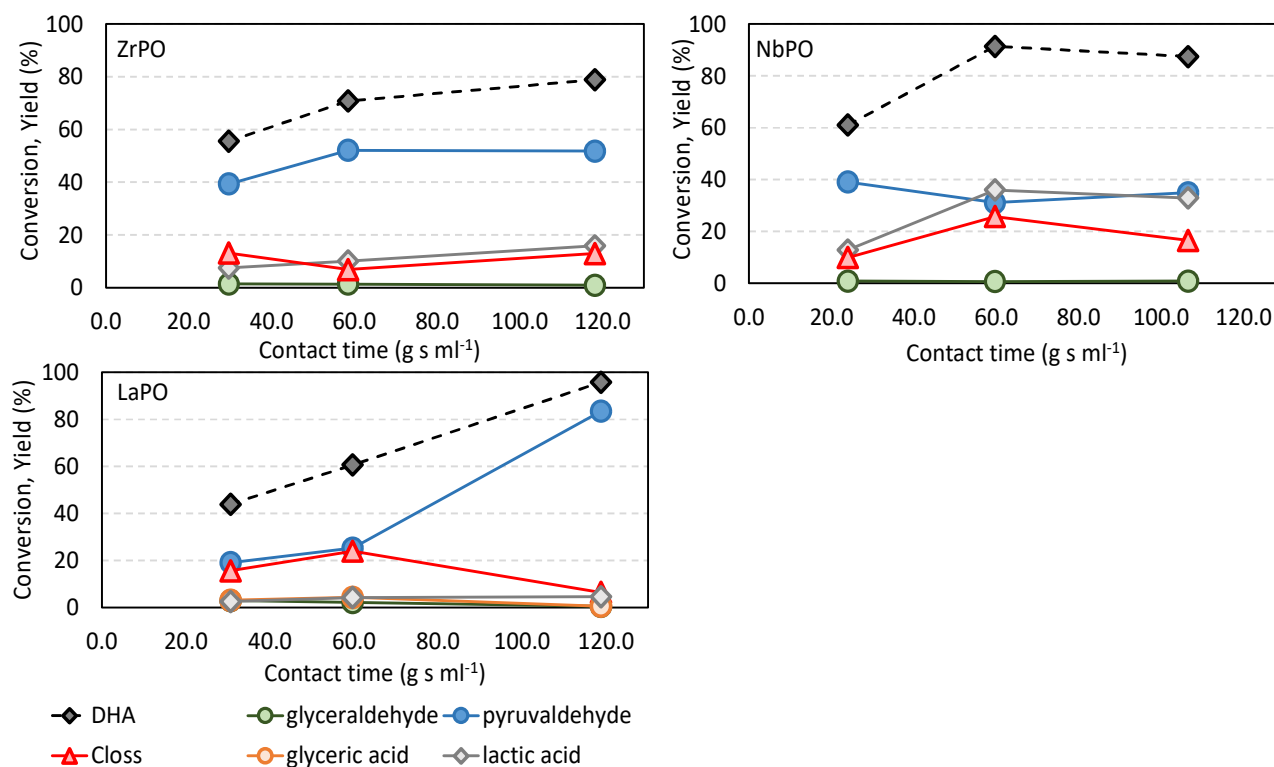 Conversion, Yield (%)
100
80
60
40
20
0
ZrPO
0.0 20.0 40.0 60.0 80.0 100.0 120.0
Contact time (g s ml⁻¹)
Conversion, Yield (%)
100
80
60
40
20
0
NbPO
0.0 20.0 40.0 60.0 80.0 100.0 120.0
Contact time (g s ml⁻¹)
Conversion, Yield (%)
100
80
60
40
20
0
LaPO
0.0 20.0 40.0 60.0 80.0 100.0 120.0
Contact time (g s ml⁻¹)
DHA glyceraldehyde pyruvaldehyde
Closs glyceric acid lactic acid